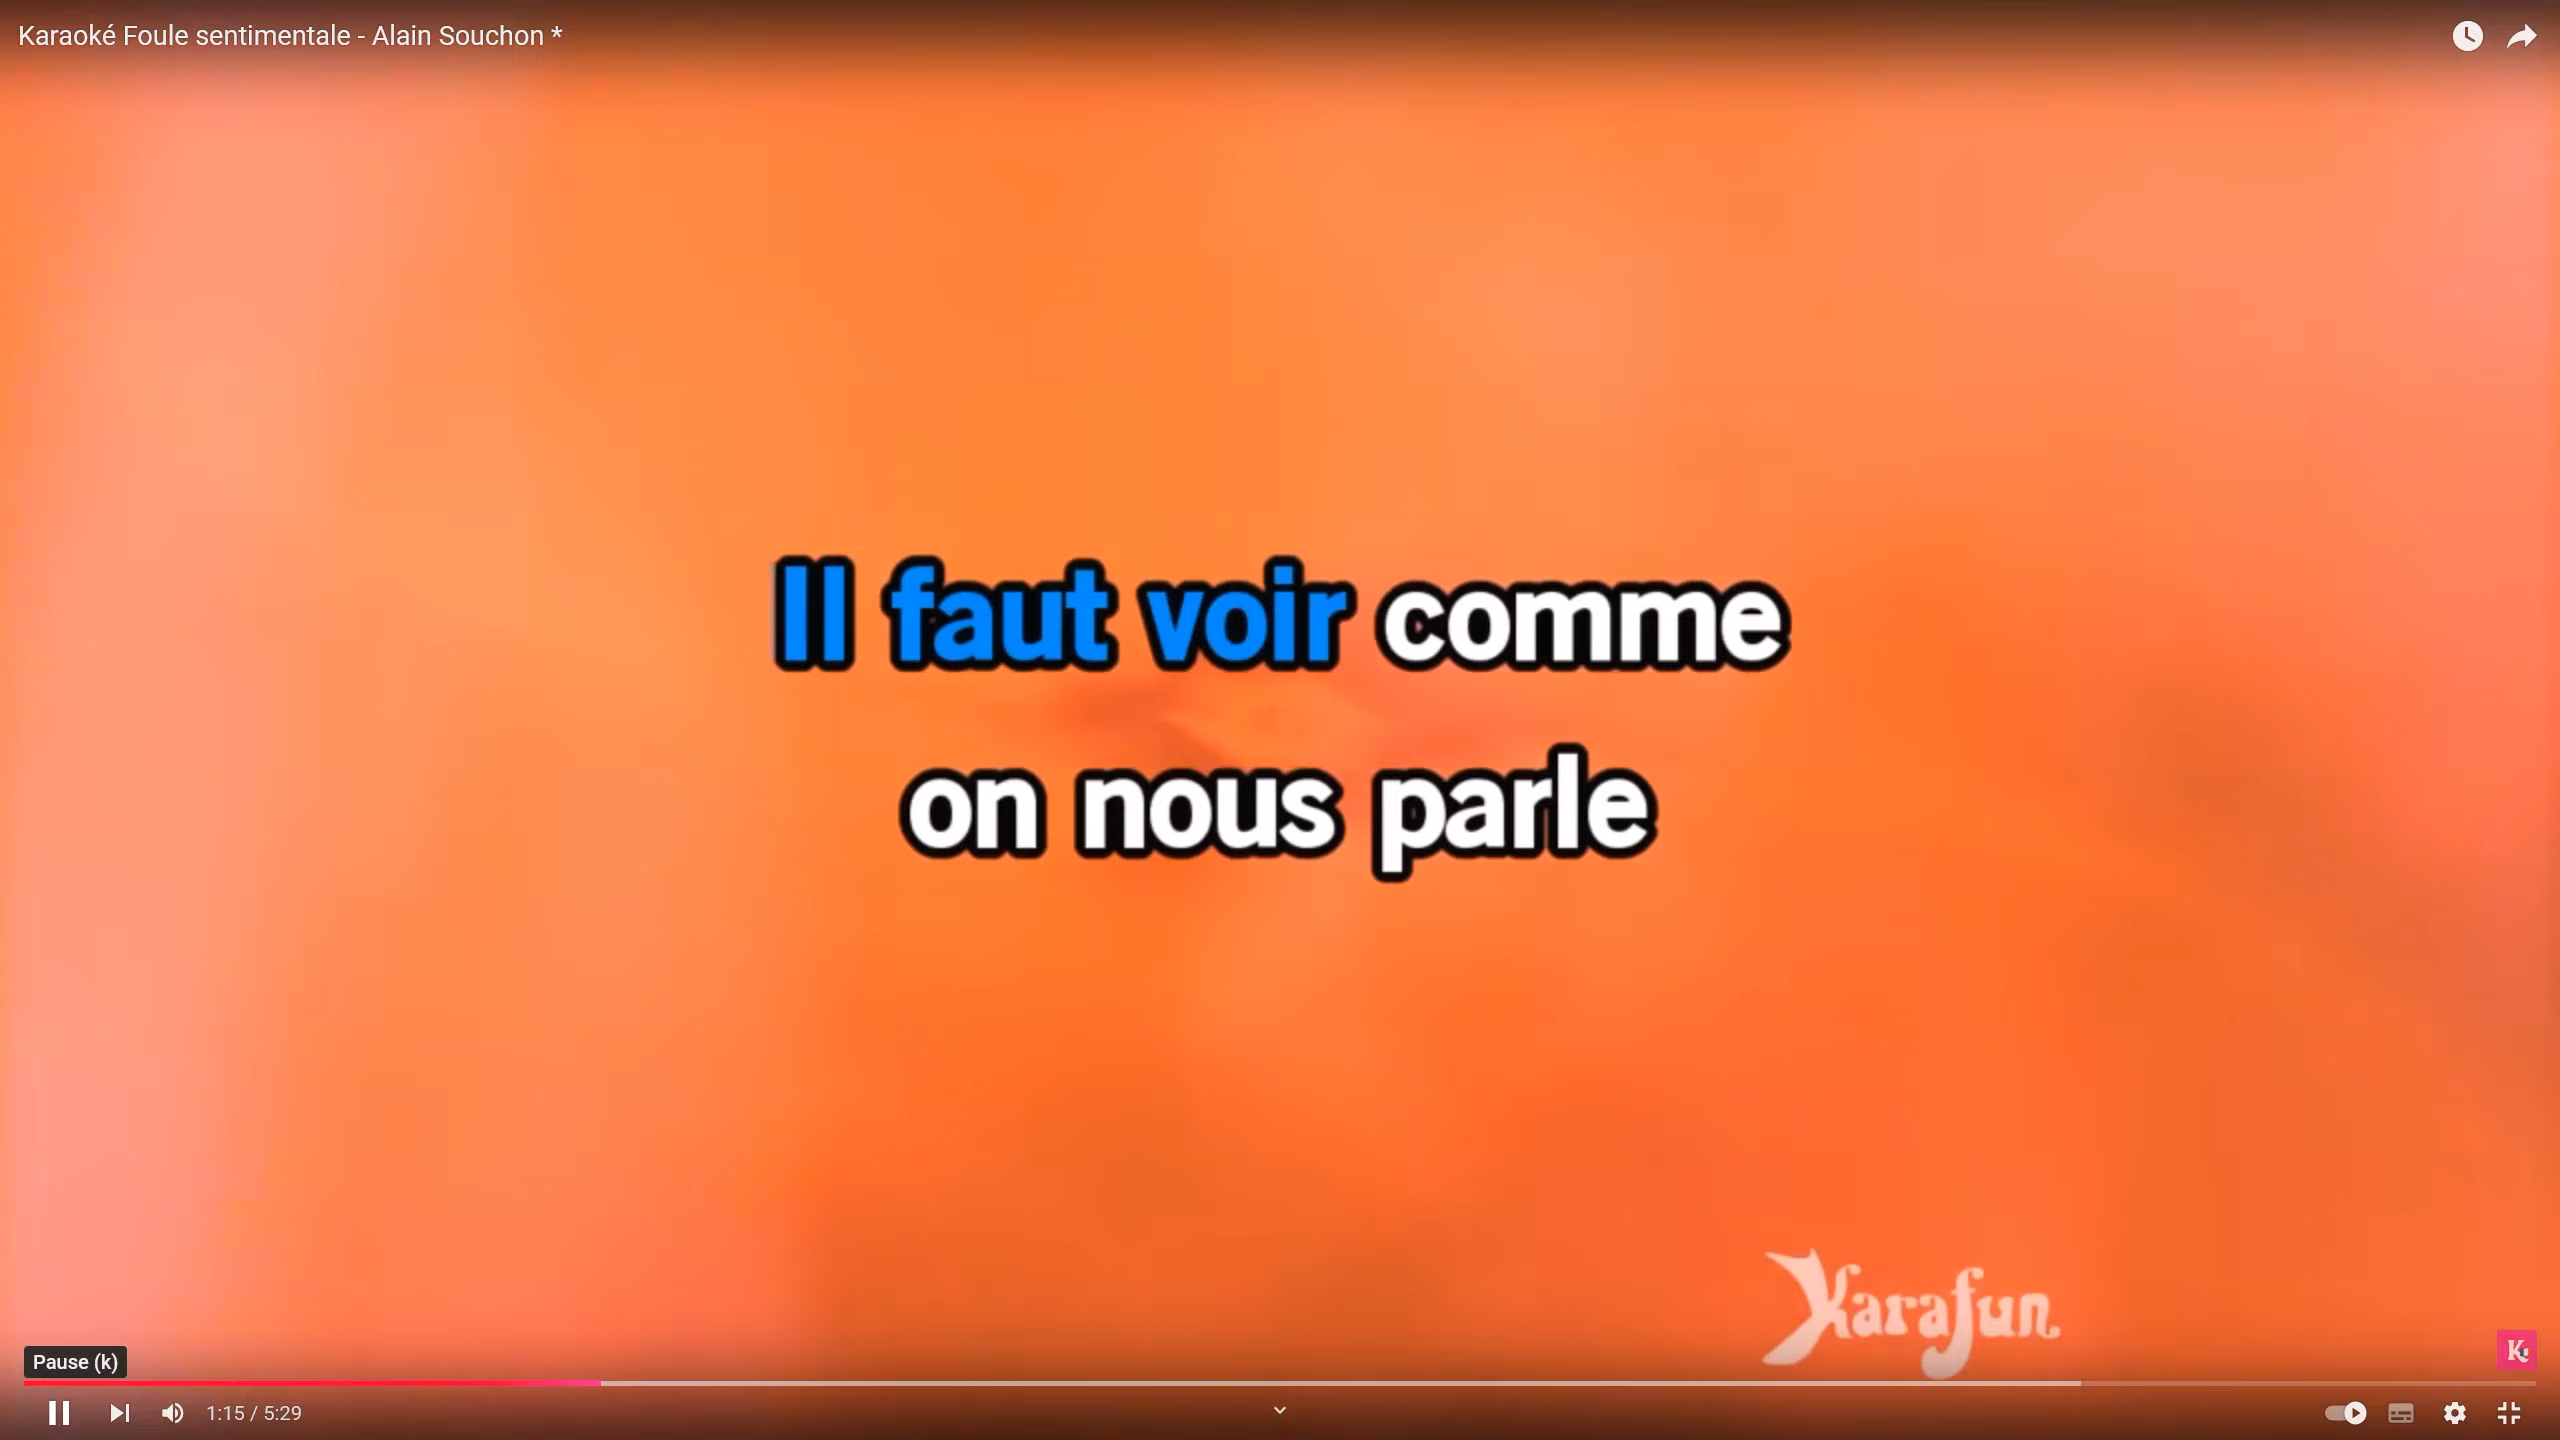 Karaoké Foule sentimentale - Alain Souchon *
Il faut voir comme
on nous parle
Karafun
K
Pause (k)
1:15 / 5:29